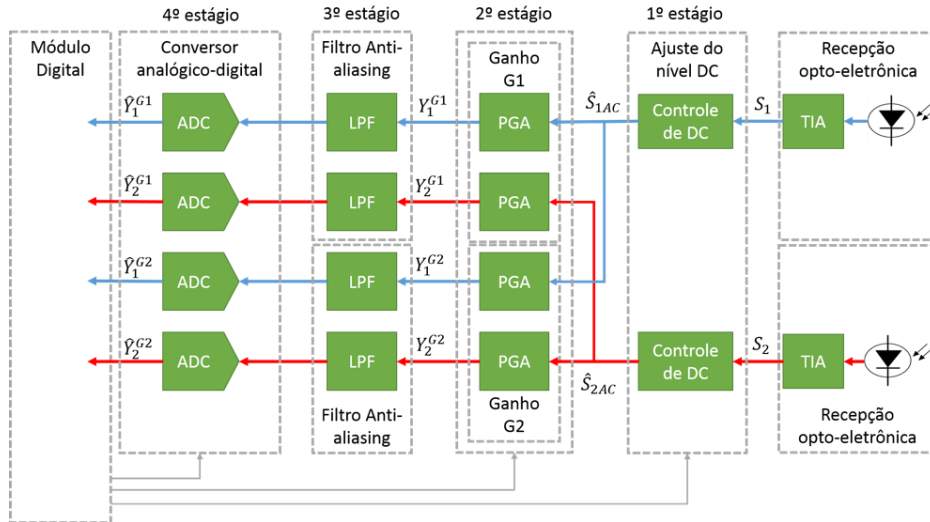 4º estágio
3º estágio
2º estágio
1º estágio
Módulo
Digital
Conversor
analógico-digital
Filtro Anti-
aliasing
Ganho
G1
Ajuste do
nível DC
Recepção
opto-eletrônica
Ŷ₁ᴳ¹
ADC
LPF
Y₁ᴳ¹
PGA
Ŝ₁AC
Controle
de DC
S₁
TIA
Ŷ₂ᴳ¹
ADC
LPF
Y₂ᴳ¹
PGA
Ŷ₁ᴳ²
ADC
LPF
Y₁ᴳ²
PGA
Ŷ₂ᴳ²
ADC
LPF
Y₂ᴳ²
PGA
Ŝ₂AC
Controle
de DC
S₂
TIA
Filtro Anti-
aliasing
Ganho
G2
Recepção
opto-eletrônica